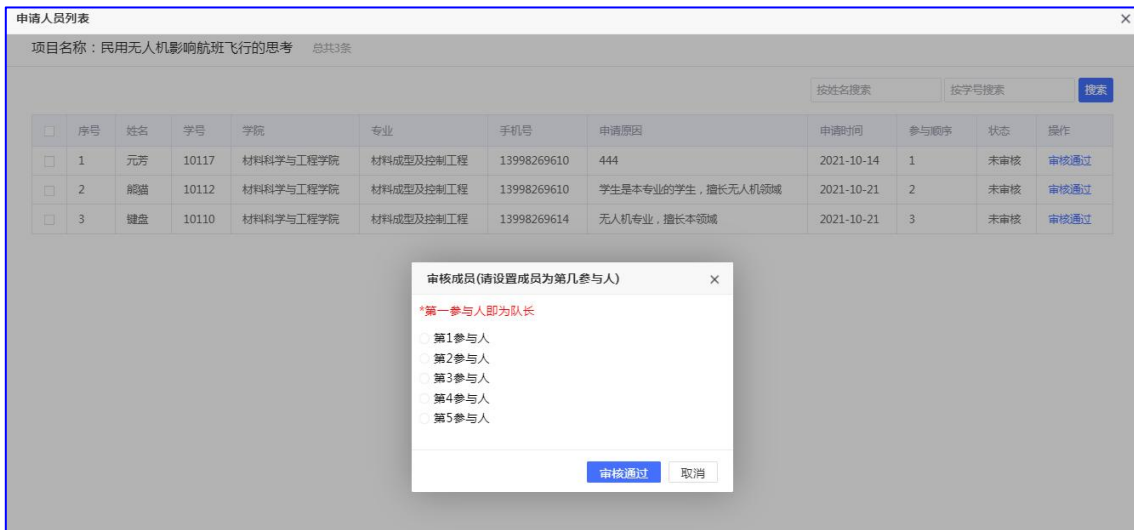 申请人员列表
项目名称：民用无人机影响航班飞行的思考 总共3条
按姓名搜索 按学号搜索 搜索
序号 姓名 学号 学院 专业 手机号 申请原因 申请时间 参与顺序 状态 操作
1 元芳 10117 材料科学与工程学院 材料成型及控制工程 13998269610 444 2021-10-14 1 未审核 审核通过
2 熊猫 10112 材料科学与工程学院 材料成型及控制工程 13998269610 学生是本专业的学生，擅长无人机领域 2021-10-21 2 未审核 审核通过
3 键盘 10110 材料科学与工程学院 材料成型及控制工程 13998269614 无人机专业，擅长本领域 2021-10-21 3 未审核 审核通过
审核成员(请设置成员为第几参与人)
*第一参与人即为队长
第1参与人
第2参与人
第3参与人
第4参与人
第5参与人
审核通过 取消